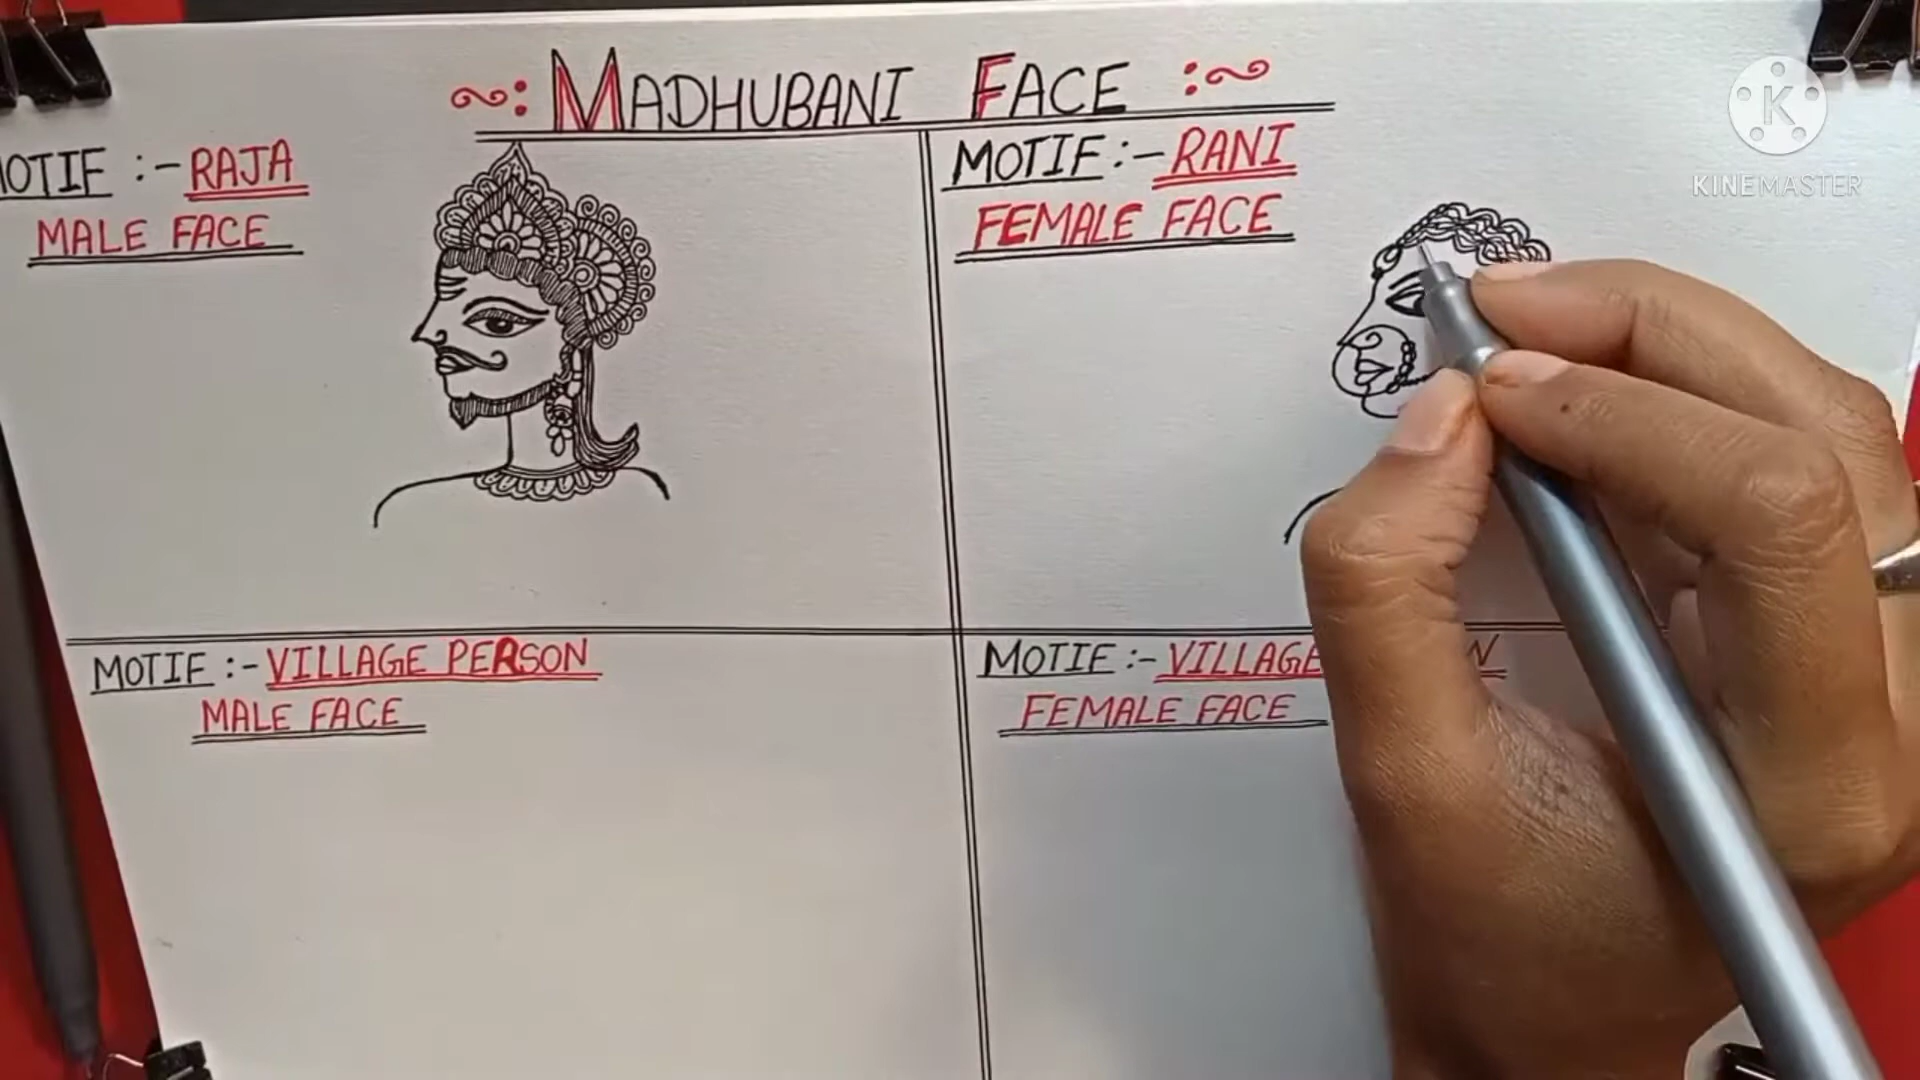 ~: MADHUBANI FACE :~
MOTIF :- RAJA
MALE FACE
MOTIF :- RANI
FEMALE FACE
MOTIF :- VILLAGE PERSON
MALE FACE
MOTIF :- VILLAGE
FEMALE FACE
K
KINEMASTER